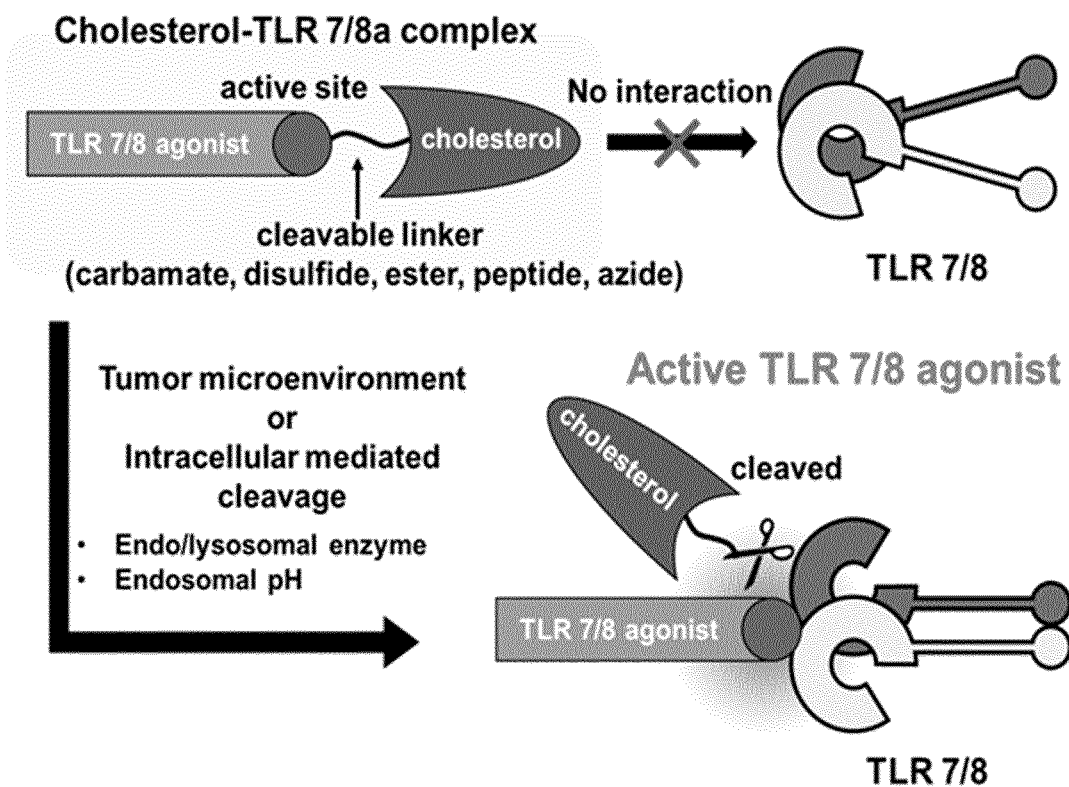 Cholesterol-TLR 7/8a complex
active site
No interaction
TLR 7/8 agonist
cholesterol
cleavable linker
(carbamate, disulfide, ester, peptide, azide)
TLR 7/8
Tumor microenvironment
or
Intracellular mediated
cleavage
• Endo/lysosomal enzyme
• Endosomal pH
Active TLR 7/8 agonist
cholesterol
cleaved
TLR 7/8 agonist
TLR 7/8